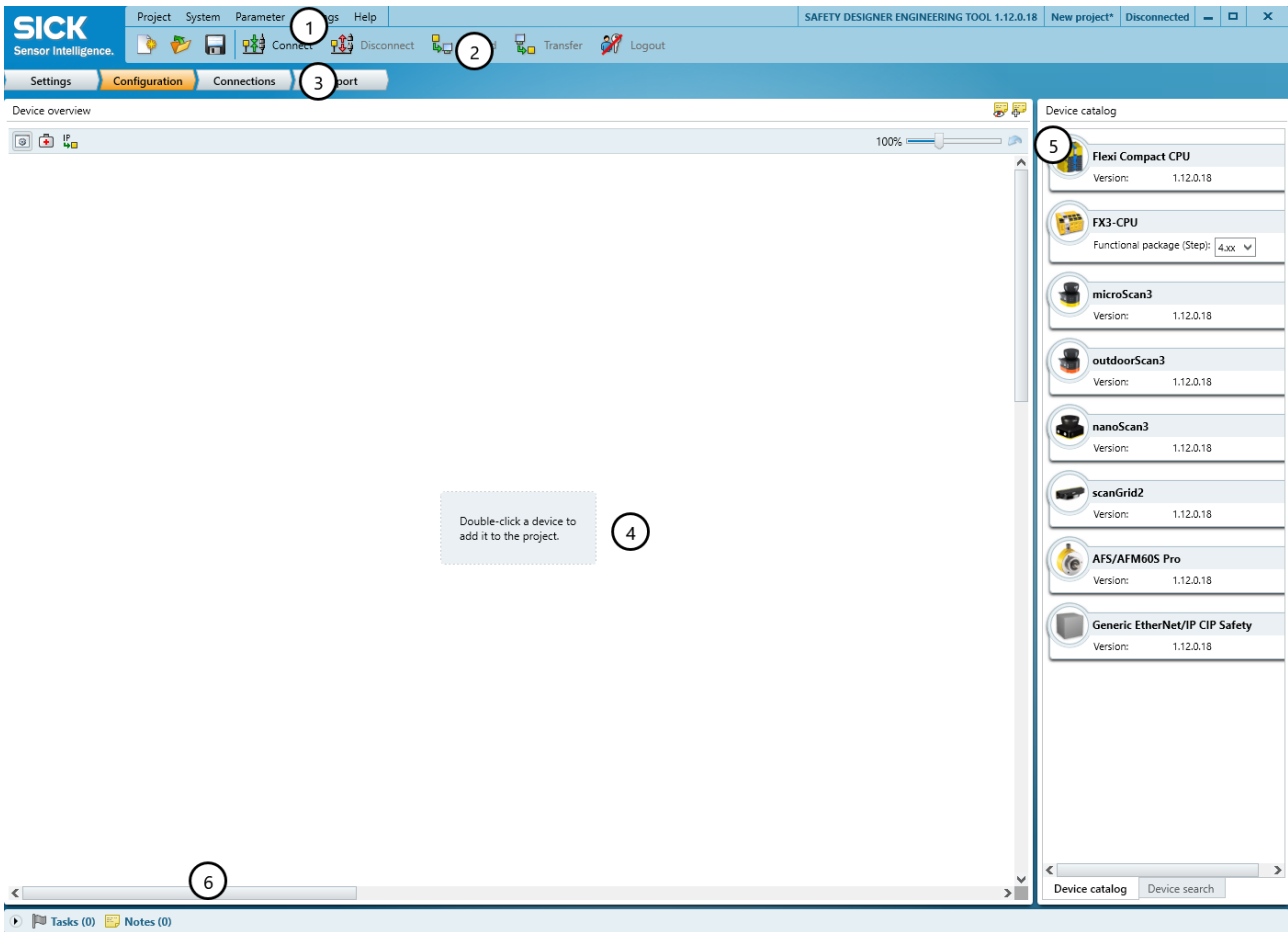 SICK
Sensor Intelligence.
Project System Parameter Help
SAFETY DESIGNER ENGINEERING TOOL 1.12.0.18 New project* Disconnected
1
Connect Disconnect Transfer Logout
2
Settings Configuration Connections
3
Device overview
Device catalog
IP
100%
5
Flexi Compact CPU
Version: 1.12.0.18
FX3-CPU
Functional package (Step): 4.xx
microScan3
Version: 1.12.0.18
outdoorScan3
Version: 1.12.0.18
nanoScan3
Version: 1.12.0.18
scanGrid2
Version: 1.12.0.18
Double-click a device to
add it to the project.
4
AFS/AFM60S Pro
Version: 1.12.0.18
Generic EtherNet/IP CIP Safety
Version: 1.12.0.18
6
Device catalog Device search
Tasks (0) Notes (0)